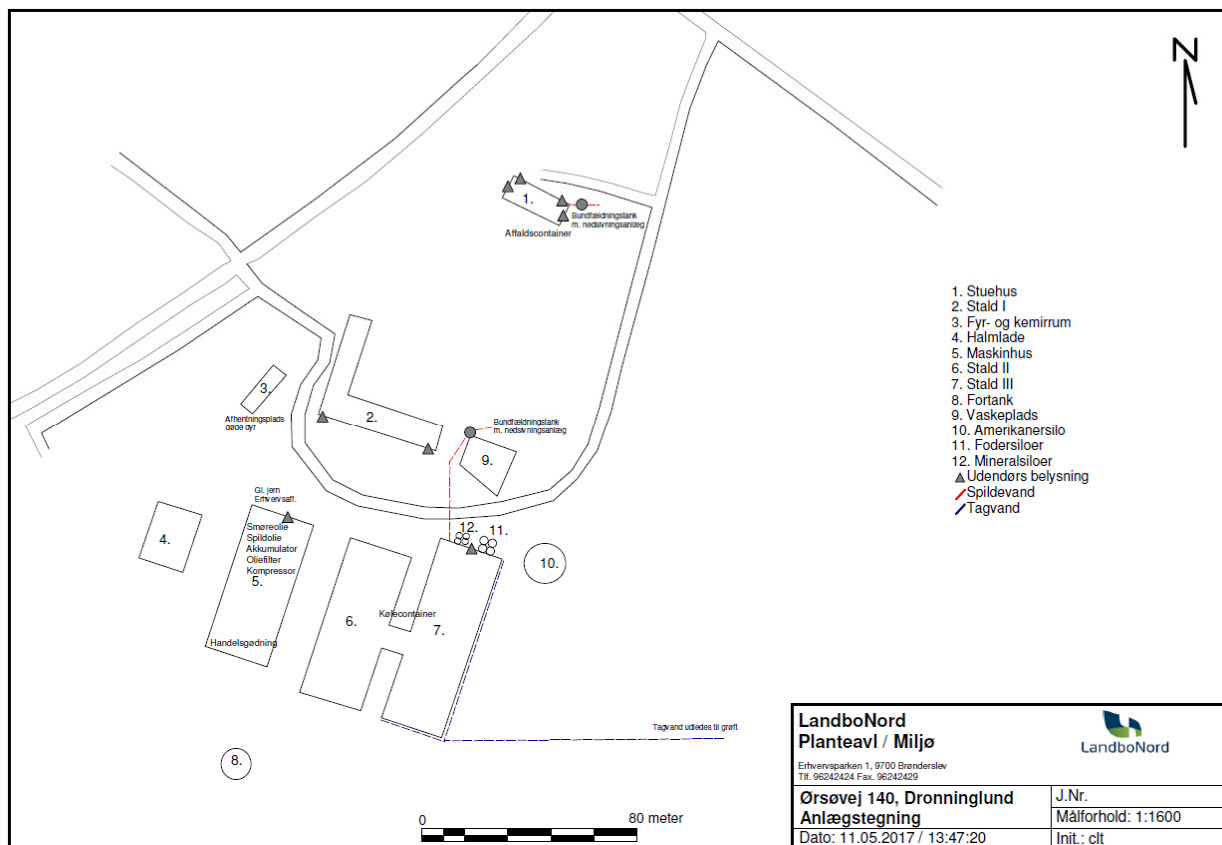 N
1.
Bundfældningstank
m. nedsivningsanlæg
Affaldscontainer
1. Stuehus
2. Stald I
3. Fyr- og kemirrum
4. Halmlade
5. Maskinhus
6. Stald II
7. Stald III
8. Fortank
9. Vaskeplads
10. Amerikanersilo
11. Fodersiloer
12. Mineralsiloer
Udendørs belysning
Spildevand
Tagvand
3.
Afhentningsplads
døde dyr
2.
Bundfældningstank
m. nedsivningsanlæg
9.
Gl. jern
Erhvervsaff.
4.
Smøreolie
Spildolie
Akkumulator
Oliefilter
Kompressor
5.
Handelsgødning
12.
11.
10.
Kølecontainer
6.
7.
Tagvand udledes til grøft
8.
0
80 meter
LandboNord
Planteavl / Miljø
LandboNord
Erhvervsparken 1, 9700 Brønderslev
Tlf. 96242424 Fax. 96242429
Ørsøvej 140, Dronninglund
Anlægstegning
J.Nr.
Målforhold: 1:1600
Dato: 11.05.2017 / 13:47:20
Init.: clt